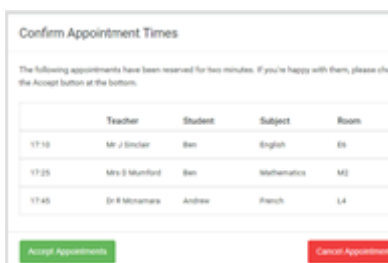 Confirm Appointment Times
The following appointments have been reserved for two minutes. If you're happy with them, please
the Accept button at the bottom.
Teacher Student Subject Room
17:10 Mr J Sinclair Ben English E6
17:25 Mrs D Mumford Ben Mathematics M2
17:45 Dr R Mcnamara Andrew French L4
Accept Appointments Cancel